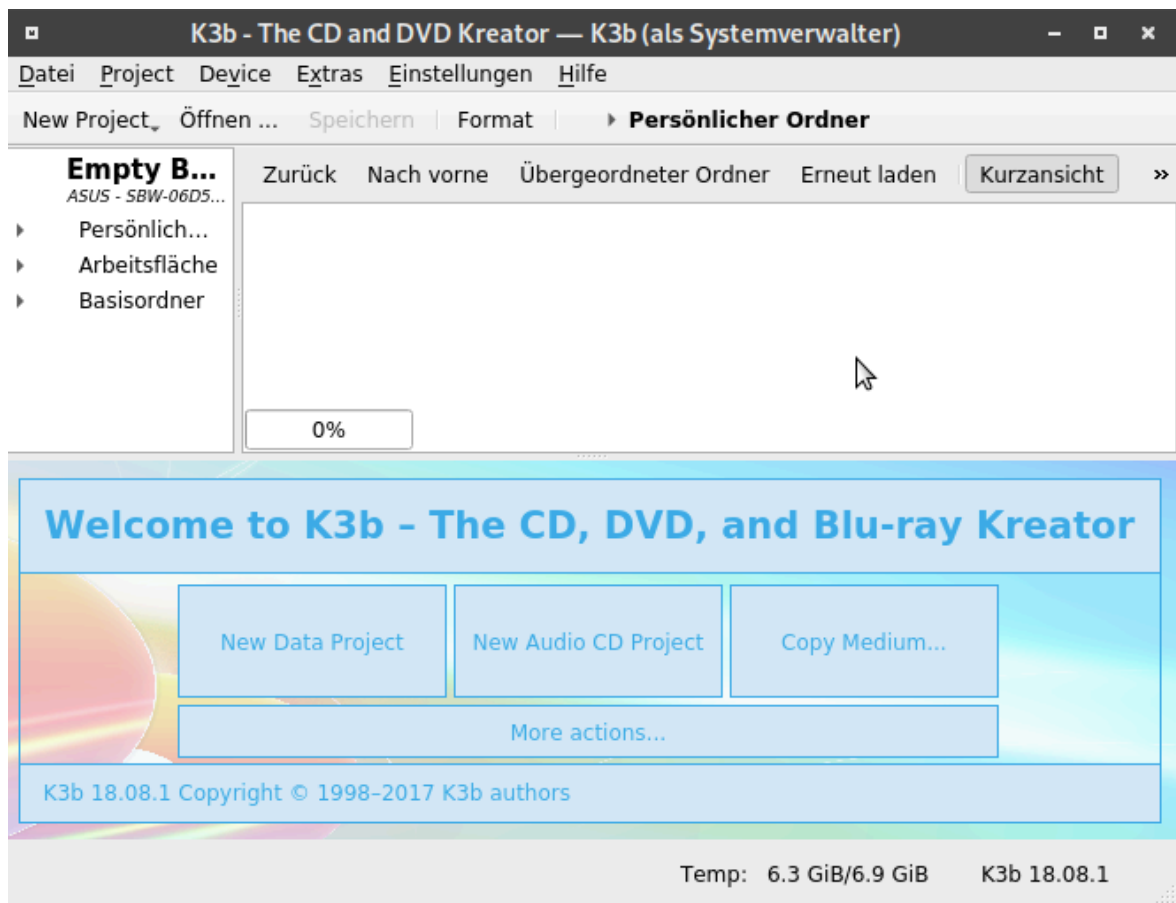 K3b - The CD and DVD Kreator — K3b (als Systemverwalter)
Datei Project Device Extras Einstellungen Hilfe
New Project Öffnen ... Speichern Format Persönlicher Ordner
Empty B...
ASUS - SBW-06D5...
Persönlich...
Arbeitsfläche
Basisordner
Zurück Nach vorne Übergeordneter Ordner Erneut laden Kurzansicht »
0%
Welcome to K3b – The CD, DVD, and Blu-ray Kreator
New Data Project New Audio CD Project Copy Medium...
More actions...
K3b 18.08.1 Copyright © 1998–2017 K3b authors
Temp: 6.3 GiB/6.9 GiB K3b 18.08.1